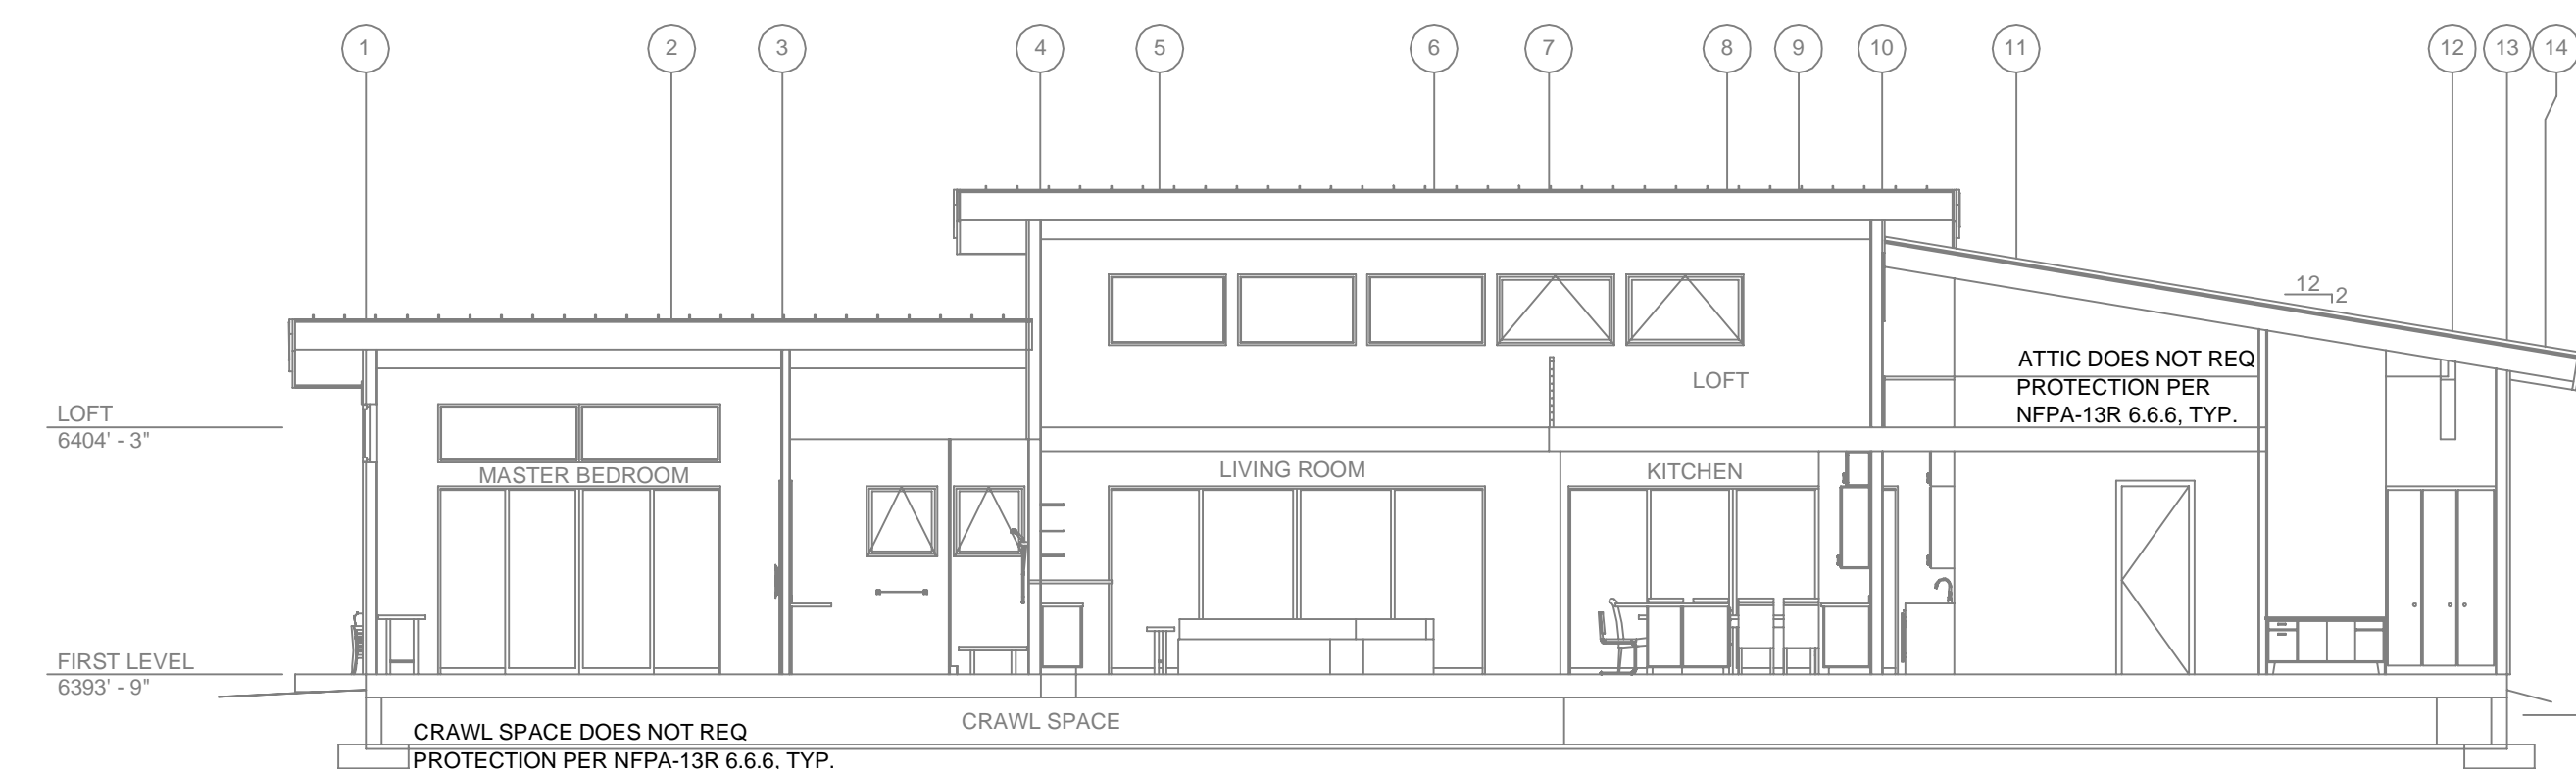 1 2 3 4 5 6 7 8 9 10 11 12 13 14
12
2
ATTIC DOES NOT REQ
PROTECTION PER
NFPA-13R 6.6.6, TYP.
LOFT
LOFT
6404' - 3"
MASTER BEDROOM
LIVING ROOM
KITCHEN
FIRST LEVEL
6393' - 9"
CRAWL SPACE
CRAWL SPACE DOES NOT REQ
PROTECTION PER NFPA-13R 6.6.6, TYP.